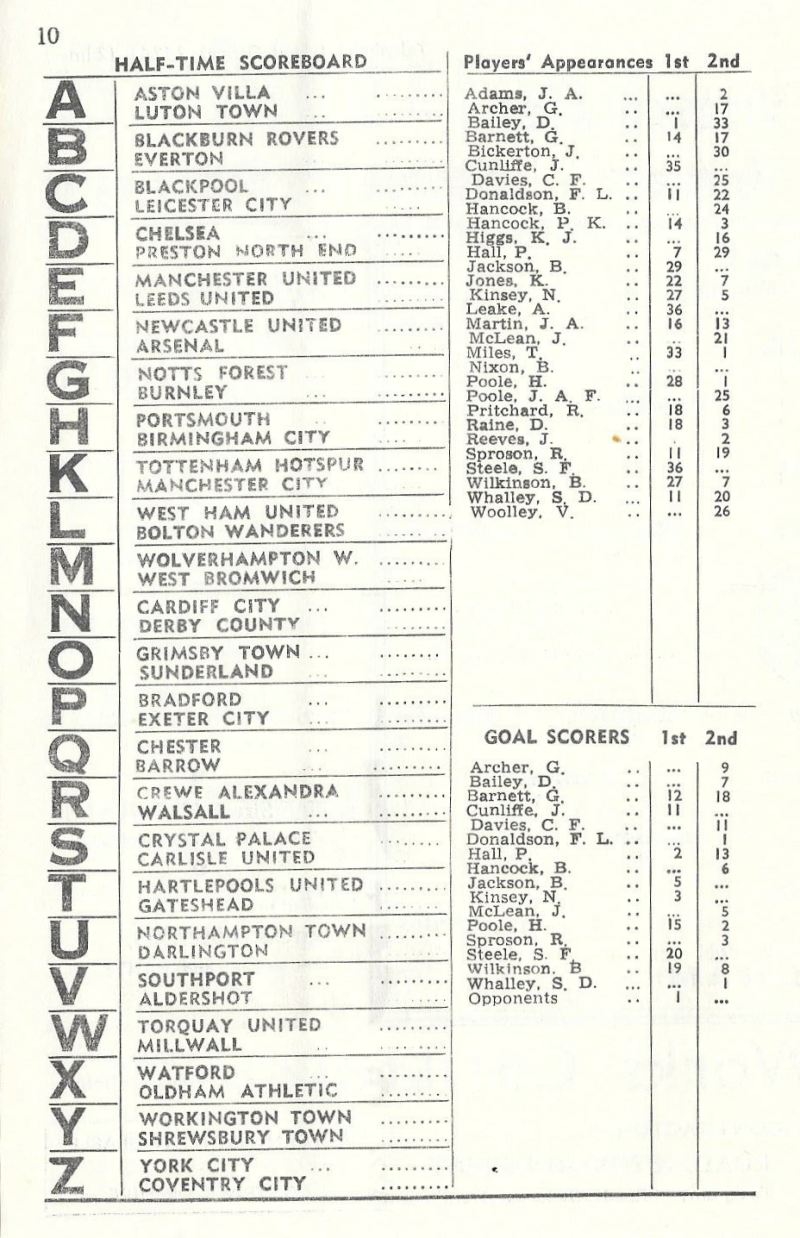 10
HALF-TIME SCOREBOARD
A ASTON VILLA ... .........
LUTON TOWN ... .........
B BLACKBURN ROVERS .........
EVERTON ... .........
C BLACKPOOL ... .........
LEICESTER CITY ... .........
D CHELSEA ... .........
PRESTON NORTH END .....
E MANCHESTER UNITED .........
LEEDS UNITED .........
F NEWCASTLE UNITED .........
ARSENAL ... .....
G NOTTS FOREST ... .........
BURNLEY ... .........
H PORTSMOUTH ... .........
BIRMINGHAM CITY ... .....
K TOTTENHAM HOTSPUR ........
MANCHESTER CITY .....
L WEST HAM UNITED .........
BOLTON WANDERERS .........
M WOLVERHAMPTON W. .........
WEST BROMWICH .....
N CARDIFF CITY ... .........
DERBY COUNTY ... .........
O GRIMSBY TOWN ... ........
SUNDERLAND ... ........
P BRADFORD ... .........
EXETER CITY ... .........
Q CHESTER ... .........
BARROW ... .........
R CREWE ALEXANDRA .........
WALSALL ... .........
S CRYSTAL PALACE .........
CARLISLE UNITED .........
T HARTLEPOOLS UNITED .........
GATESHEAD ... .........
U NORTHAMPTON TOWN .........
DARLINGTON ... .........
V SOUTHPORT ... .........
ALDERSHOT ... .....
W TORQUAY UNITED .........
MILLWALL .. .........
X WATFORD ... .........
OLDHAM ATHLETIC .........
Y WORKINGTON TOWN .........
SHREWSBURY TOWN .........
Z YORK CITY ... .........
COVENTRY CITY .........
Players' Appearances 1st 2nd
Adams, J. A. ... ... 2
Archer, G. .. ... 17
Bailey, D. .. 1 33
Barnett, G. .. 14 17
Bickerton, J. .. ... 30
Cunliffe, J. .. 35 ...
Davies, C. F. .. ... 25
Donaldson, F. L. .. 11 22
Hancock, B. .. ... 24
Hancock, P. K. .. 14 3
Higgs, K. J. .. ... 16
Hall, P. .. 7 29
Jackson, B. .. 29 ...
Jones, K. .. 22 7
Kinsey, N. .. 27 5
Leake, A. .. 36 ...
Martin, J. A. .. 16 13
McLean, J. .. ... 21
Miles, T. .. 33 1
Nixon, B. .. ... ...
Poole, H. .. 28 1
Poole, J. A. F. ... ... 25
Pritchard, R. .. 18 6
Raine, D. .. 18 3
Reeves, J. .. . 2
Sproson, R. .. 11 19
Steele, S. F. .. 36 ...
Wilkinson, B. .. 27 7
Whalley, S. D. ... 11 20
Woolley, V. .. ... 26
GOAL SCORERS 1st 2nd
Archer, G. .. ... 9
Bailey, D. .. ... 7
Barnett, G. .. 12 18
Cunliffe, J. .. 11 ...
Davies, C. F. .. ... 11
Donaldson, F. L. .. ... 1
Hall, P. .. 2 13
Hancock, B. .. ... 6
Jackson, B. .. 5 ...
Kinsey, N. .. 3 ...
McLean, J. .. ... 5
Poole, H. .. 15 2
Sproson, R. .. ... 3
Steele, S. F. .. 20 ...
Wilkinson. B .. 19 8
Whalley, S. D. ... ... 1
Opponents .. 1 ...